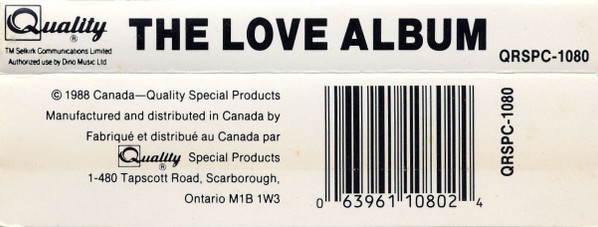 Quality ®
TM Selkirk Communications Limited
Authorized use by Dino Music Ltd
THE LOVE ALBUM
QRSPC-1080
© 1988 Canada—Quality Special Products
Manufactured and distributed in Canada by
Fabriqué et distribué au Canada par
Quality ® Special Products
1-480 Tapscott Road, Scarborough,
Ontario M1B 1W3
0 63961 10802 4
QRSPC-1080